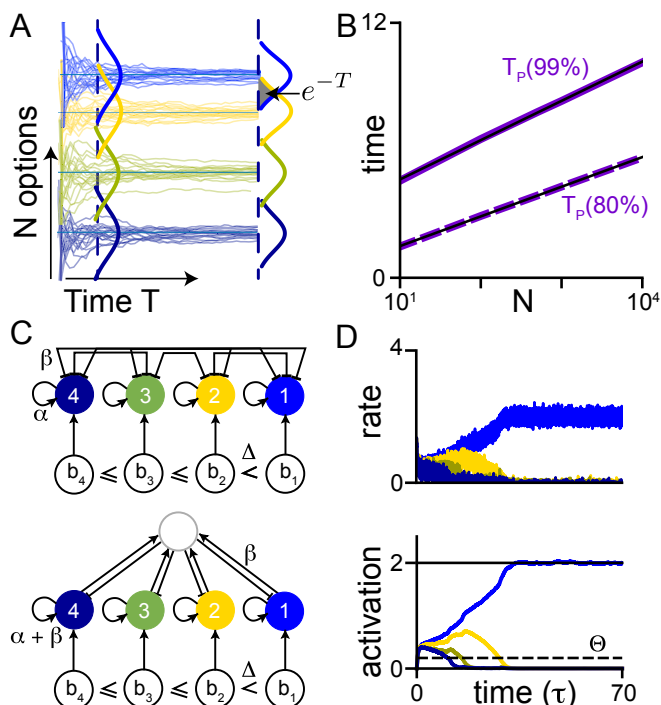 A
N options
Time T
e^{-T}
B
12
time
0
T_P(99%)
T_P(80%)
10^1
N
10^4
C
β
α
4
3
2
1
b_4 ⩽ b_3 ⩽ b_2 Δ < b_1
β
α + β
4
3
2
1
b_4 ⩽ b_3 ⩽ b_2 Δ < b_1
D
4
rate
0
2
activation
Θ
0
0
time (τ)
70